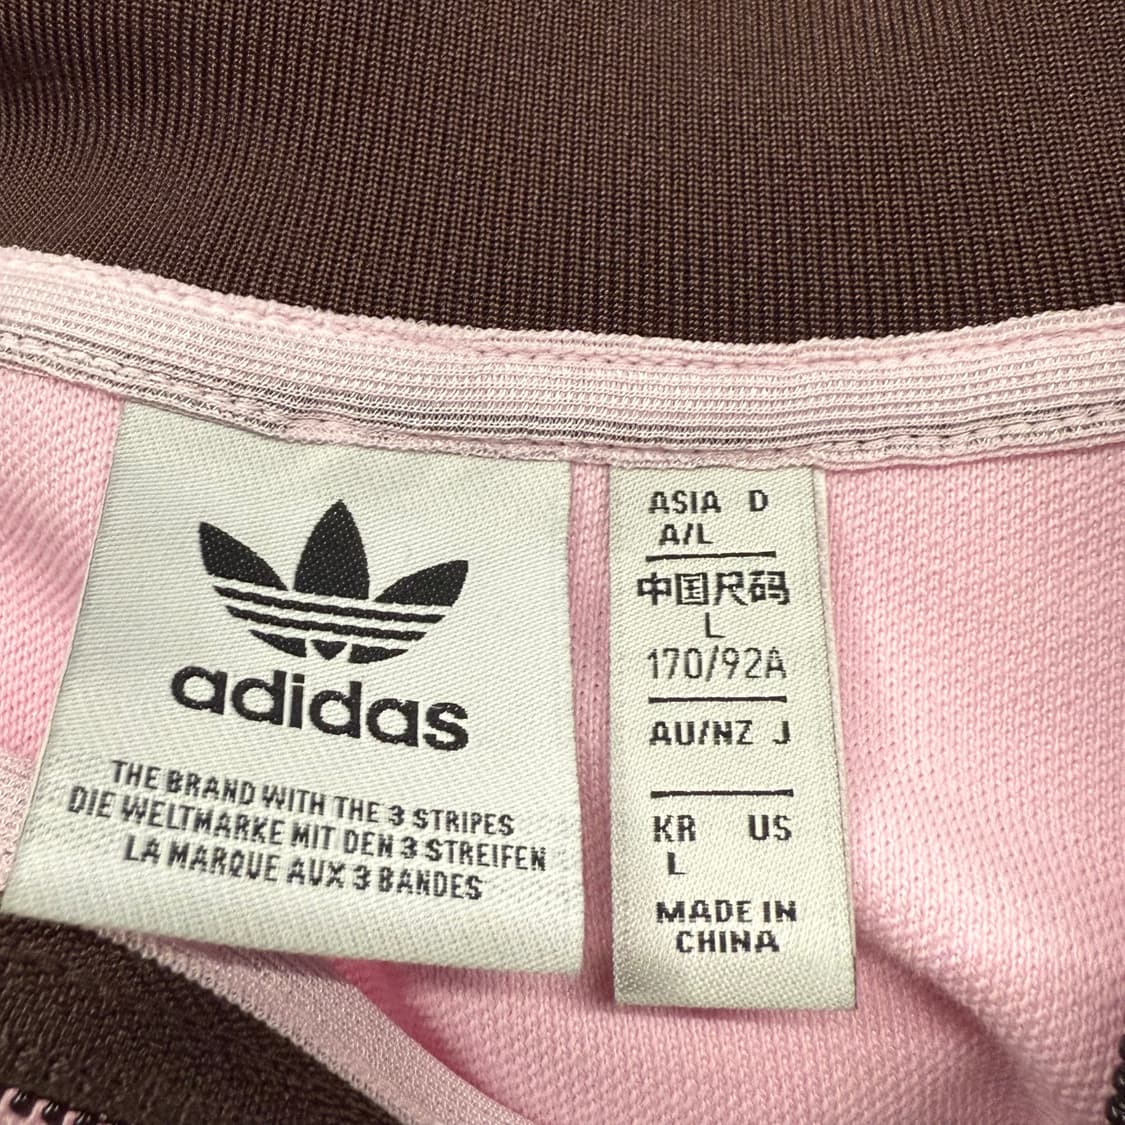 adidas
THE BRAND WITH THE 3 STRIPES
DIE WELTMARKE MIT DEN 3 STREIFEN
LA MARQUE AUX 3 BANDES
ASIA D
A/L
中国尺码
L
170/92A
AU/NZ J
KR US
L
MADE IN
CHINA